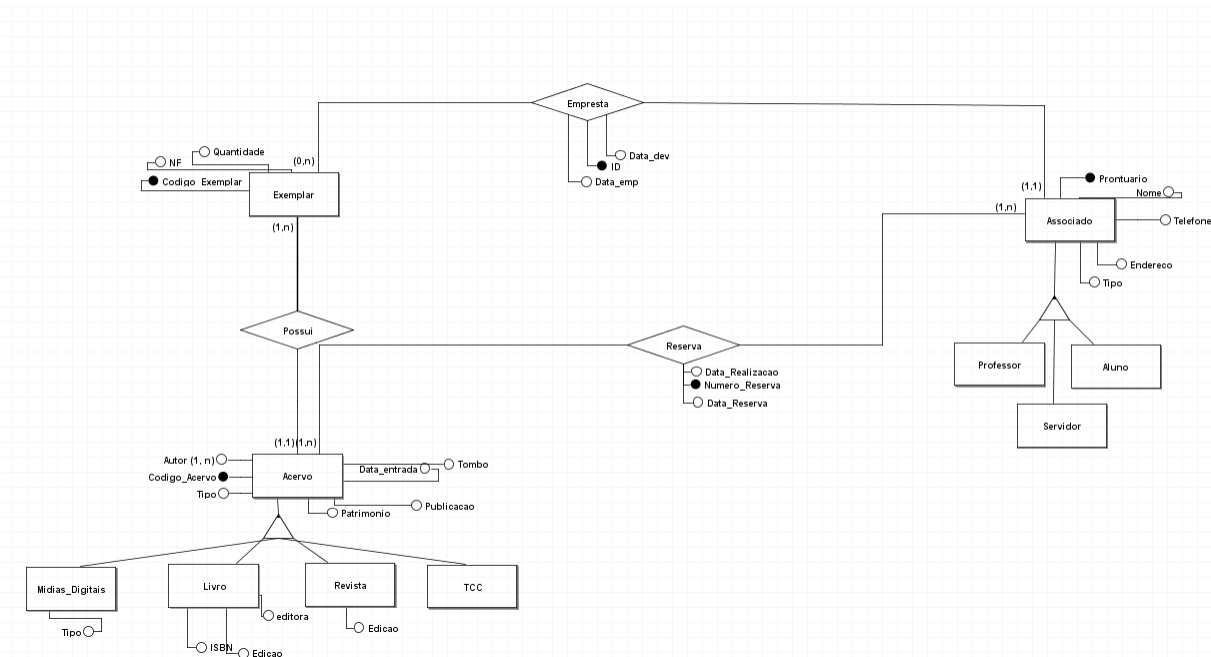 Empresta
Data_dev
ID
Data_emp
Quantidade
NF
(0,n)
Codigo_Exemplar
Exemplar
(1,n)
(1,1)
Prontuario
Nome
(1,n)
Associado
Telefone
Endereco
Tipo
Possui
Reserva
Data_Realizacao
Numero_Reserva
Data_Reserva
Professor
Aluno
Servidor
(1,1)(1,n)
Autor (1, n)
Data_entrada
Tombo
Codigo_Acervo
Acervo
Tipo
Patrimonio
Publicacao
Midias_Digitais
Livro
Revista
TCC
editora
Tipo
ISBN
Edicao
Edicao